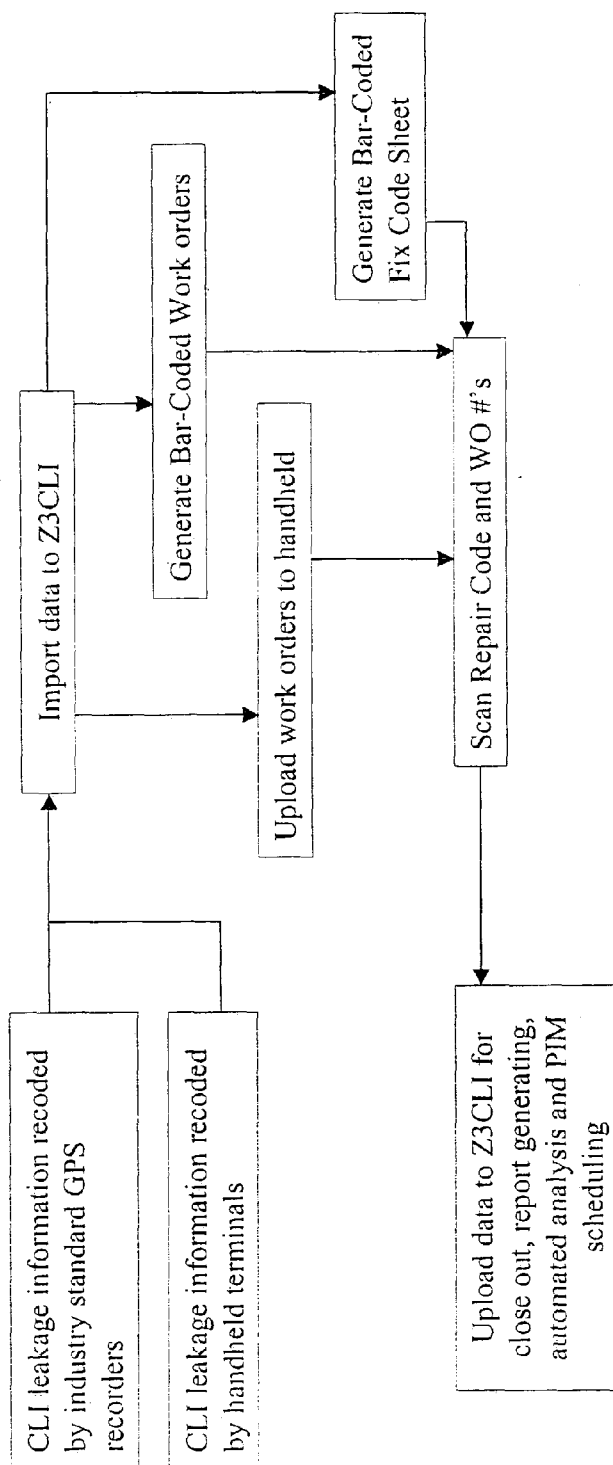 CLI leakage information recoded
by industry standard GPS
recorders
CLI leakage information recoded
by handheld terminals
Import data to Z3CLI
Generate Bar-Coded Work orders
Upload work orders to handheld
Generate Bar-Coded
Fix Code Sheet
Scan Repair Code and WO #'s
Upload data to Z3CLI for
close out, report generating,
automated analysis and PIM
scheduling